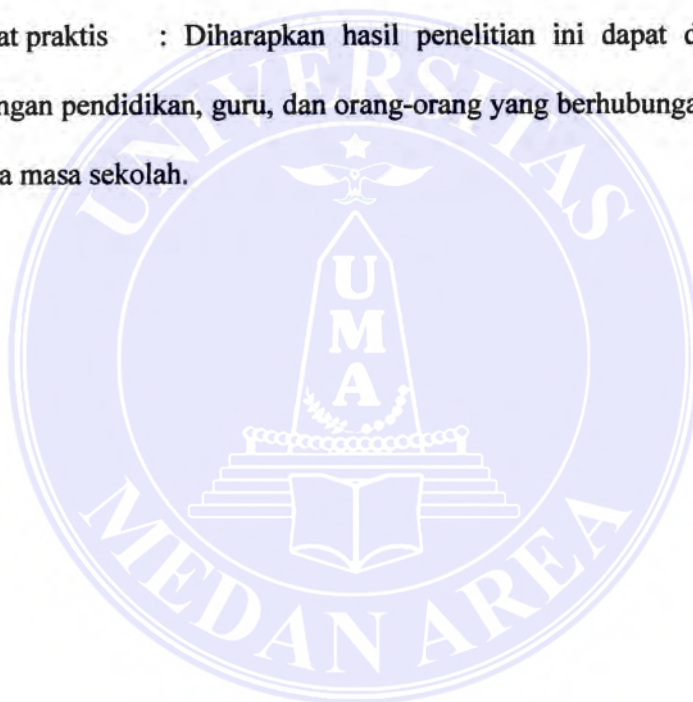 at praktis : Diharapkan hasil penelitian ini dapat d
ngan pendidikan, guru, dan orang-orang yang berhubunga
a masa sekolah.
UNIVERSITAS
UMA
MEDAN AREA